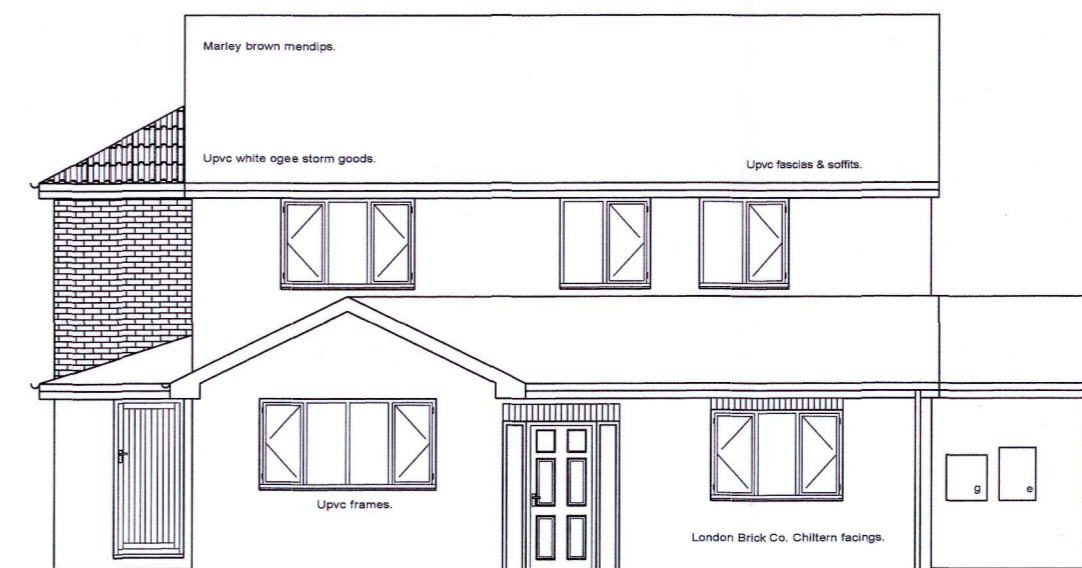 Marley brown mendips.
Upvc white ogee storm goods.
Upvc fascias & soffits.
Upvc frames.
g
e
London Brick Co. Chiltern facings.